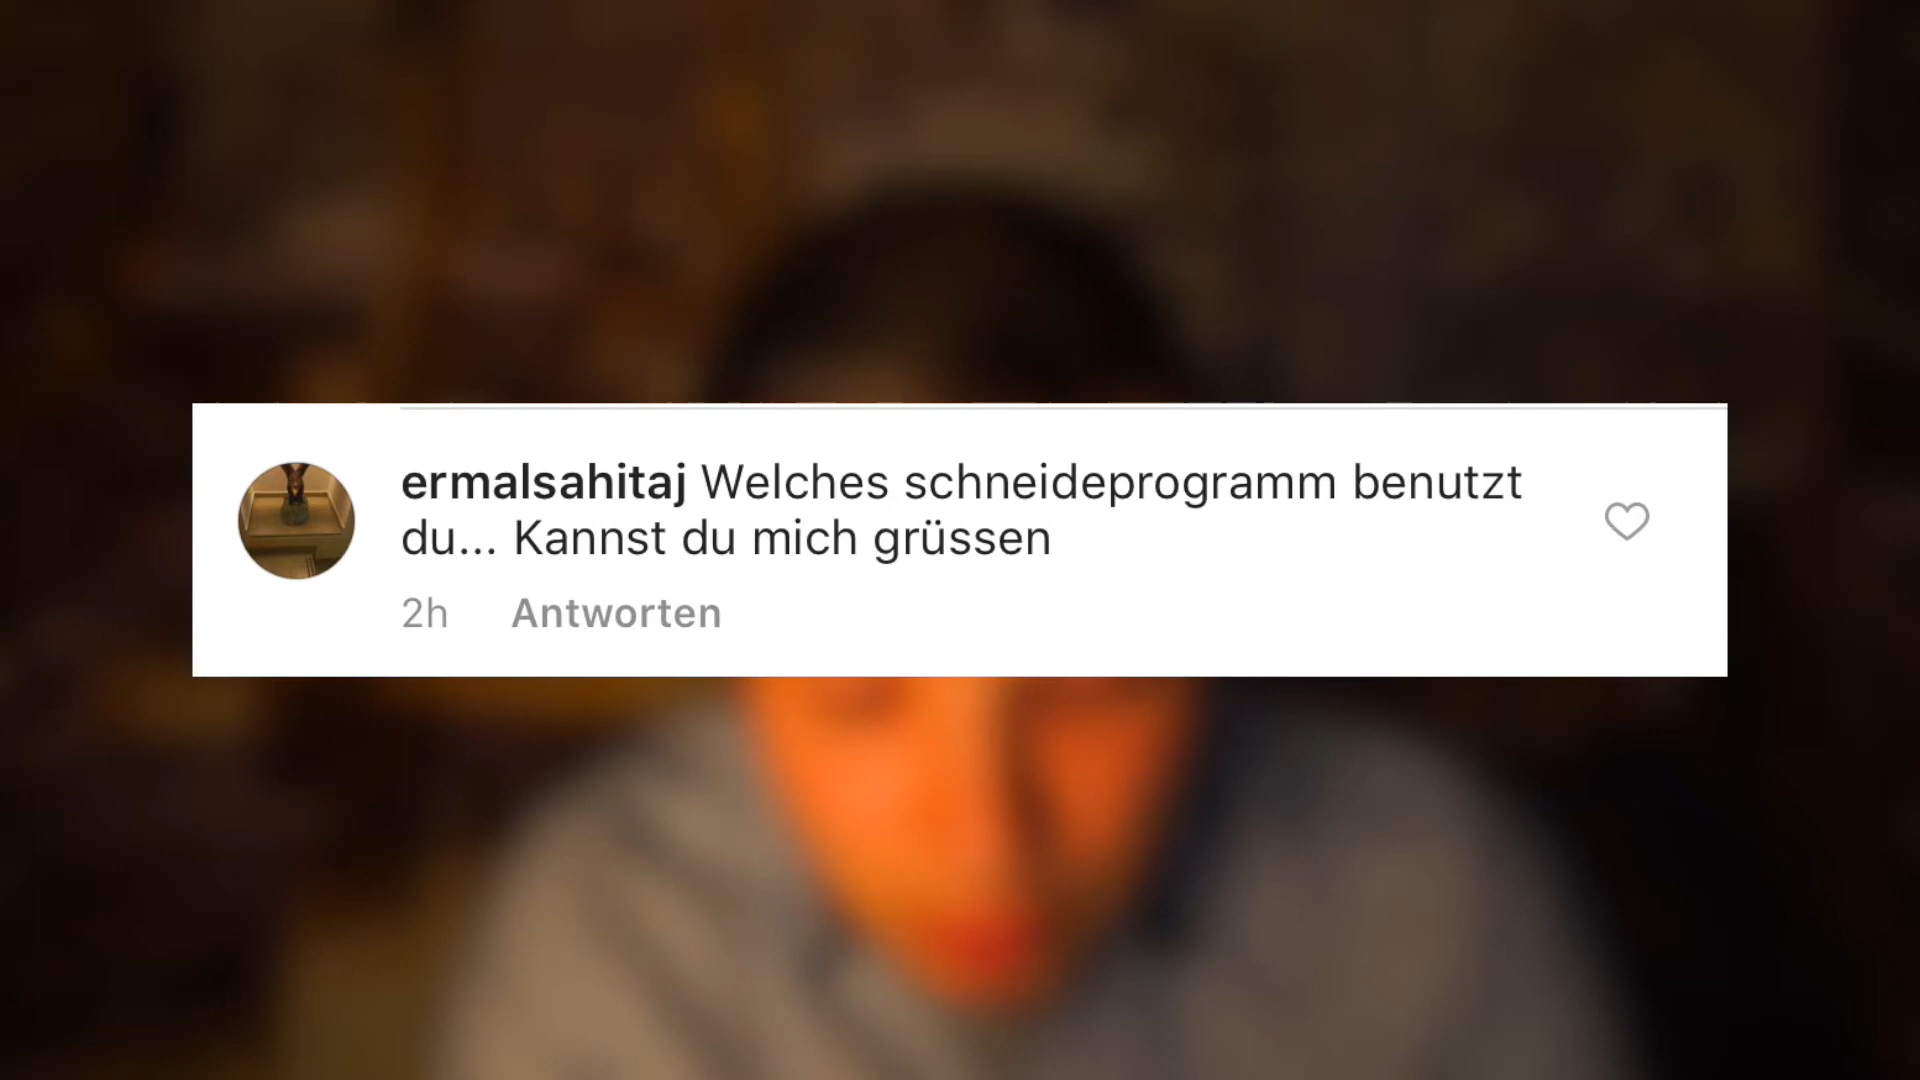 ermalsahitaj Welches schneideprogramm benutzt
du... Kannst du mich grüssen
2h Antworten